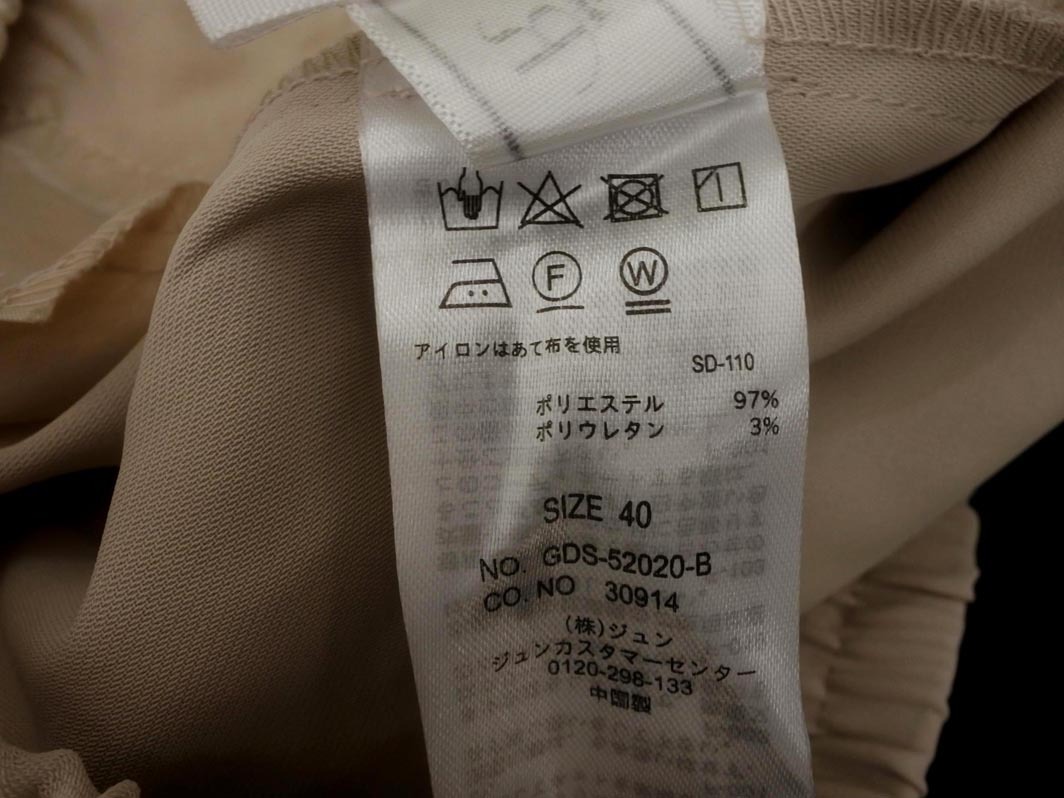 F W
アイロンはあて布を使用
SD-110
ポリエステル 97%
ポリウレタン 3%
SIZE 40
NO. GDS-52020-B
CO. NO 30914
(株)ジュン
ジュンカスタマーセンター
0120-298-133
中国製